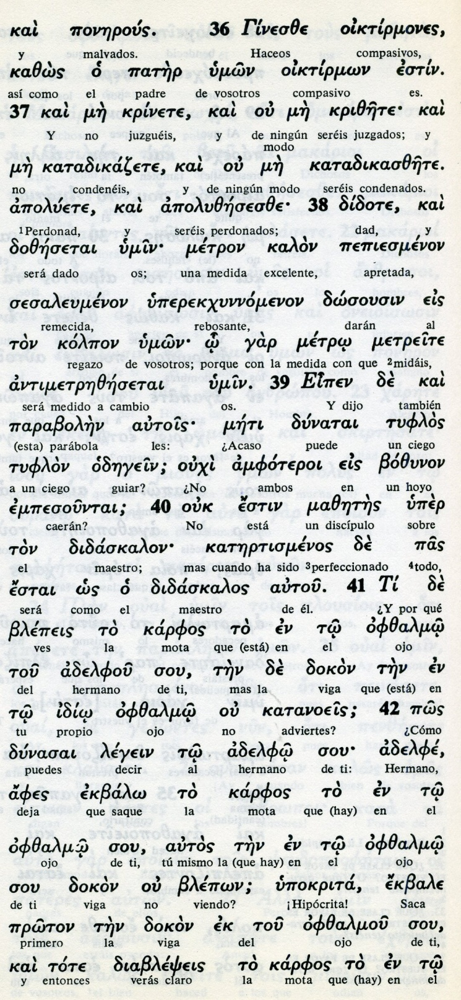 καὶ πονηρούς. 36 Γίνεσθε οἰκτίρμονες,
y malvados. Haceos compasivos,
καθὼς ὁ πατὴρ ὑμῶν οἰκτίρμων ἐστίν.
así como el padre de vosotros compasivo es.
37 καὶ μὴ κρίνετε, καὶ οὐ μὴ κριθῆτε· καὶ
Y no juzguéis, y de ningún seréis juzgados; y
modo
μὴ καταδικάζετε, καὶ οὐ μὴ καταδικασθῆτε.
no condenéis, y de ningún modo seréis condenados.
ἀπολύετε, καὶ ἀπολυθήσεσθε· 38 δίδοτε, καὶ
1Perdonad, y seréis perdonados; dad, y
δοθήσεται ὑμῖν· μέτρον καλὸν πεπιεσμένον
será dado os; una medida excelente, apretada,
σεσαλευμένον ὑπερεκχυννόμενον δώσουσιν εἰς
remecida, rebosante, darán al
τὸν κόλπον ὑμῶν· ᾧ γὰρ μέτρῳ μετρεῖτε
regazo de vosotros; porque con la medida con que 2midáis,
ἀντιμετρηθήσεται ὑμῖν. 39 Εἶπεν δὲ καὶ
será medido a cambio os. Y dijo también
παραβολὴν αὐτοῖς· μήτι δύναται τυφλὸς
(esta) parábola les: ¿Acaso puede un ciego
τυφλὸν ὁδηγεῖν; οὐχὶ ἀμφότεροι εἰς βόθυνον
a un ciego guiar? ¿No ambos en un hoyo
ἐμπεσοῦνται; 40 οὐκ ἔστιν μαθητὴς ὑπὲρ
caerán? No está un discípulo sobre
τὸν διδάσκαλον· κατηρτισμένος δὲ πᾶς
el maestro; mas cuando ha sido 3perfeccionado 4todo,
ἔσται ὡς ὁ διδάσκαλος αὐτοῦ. 41 Τί δὲ
será como el maestro de él. ¿Y por qué
βλέπεις τὸ κάρφος τὸ ἐν τῷ ὀφθαλμῷ
ves la mota que (está) en el ojo
τοῦ ἀδελφοῦ σου, τὴν δὲ δοκὸν τὴν ἐν
del hermano de ti, mas la viga que (está) en
τῷ ἰδίῳ ὀφθαλμῷ οὐ κατανοεῖς; 42 πῶς
tu propio ojo no adviertes? ¿Cómo
δύνασαι λέγειν τῷ ἀδελφῷ σου· ἀδελφέ,
puedes decir al hermano de ti: Hermano,
ἄφες ἐκβάλω τὸ κάρφος τὸ ἐν τῷ
deja que saque la mota que (hay) en el
ὀφθαλμῷ σου, αὐτὸς τὴν ἐν τῷ ὀφθαλμῷ
ojo de ti, tú mismo la (que hay) en el ojo
σου δοκὸν οὐ βλέπων; ὑποκριτά, ἔκβαλε
de ti viga no viendo? ¡Hipócrita! Saca
πρῶτον τὴν δοκὸν ἐκ τοῦ ὀφθαλμοῦ σου,
primero la viga del ojo de ti,
καὶ τότε διαβλέψεις τὸ κάρφος τὸ ἐν τῷ
y entonces verás claro la mota que (hay) en el